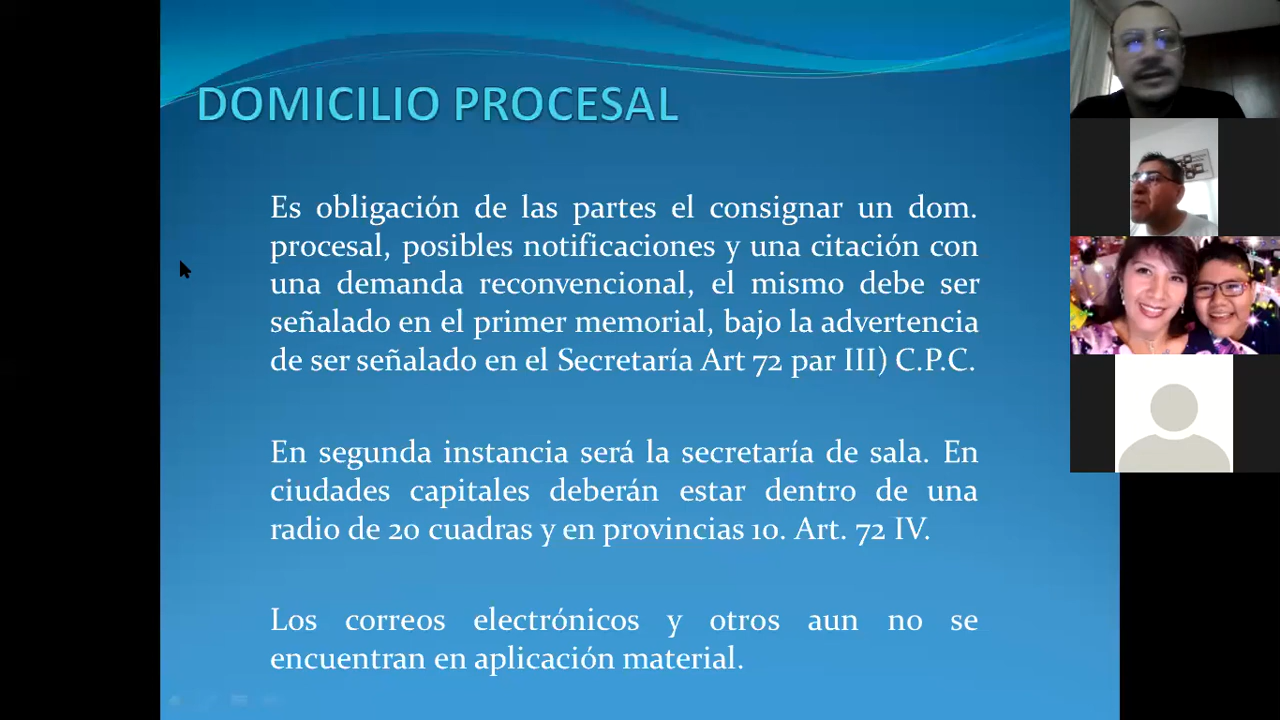 DOMICILIO PROCESAL
Es obligación de las partes el consignar un dom.
procesal, posibles notificaciones y una citación con
una demanda reconvencional, el mismo debe ser
señalado en el primer memorial, bajo la advertencia
de ser señalado en el Secretaría Art 72 par III) C.P.C.
En segunda instancia será la secretaría de sala. En
ciudades capitales deberán estar dentro de una
radio de 20 cuadras y en provincias 10. Art. 72 IV.
Los correos electrónicos y otros aun no se
encuentran en aplicación material.